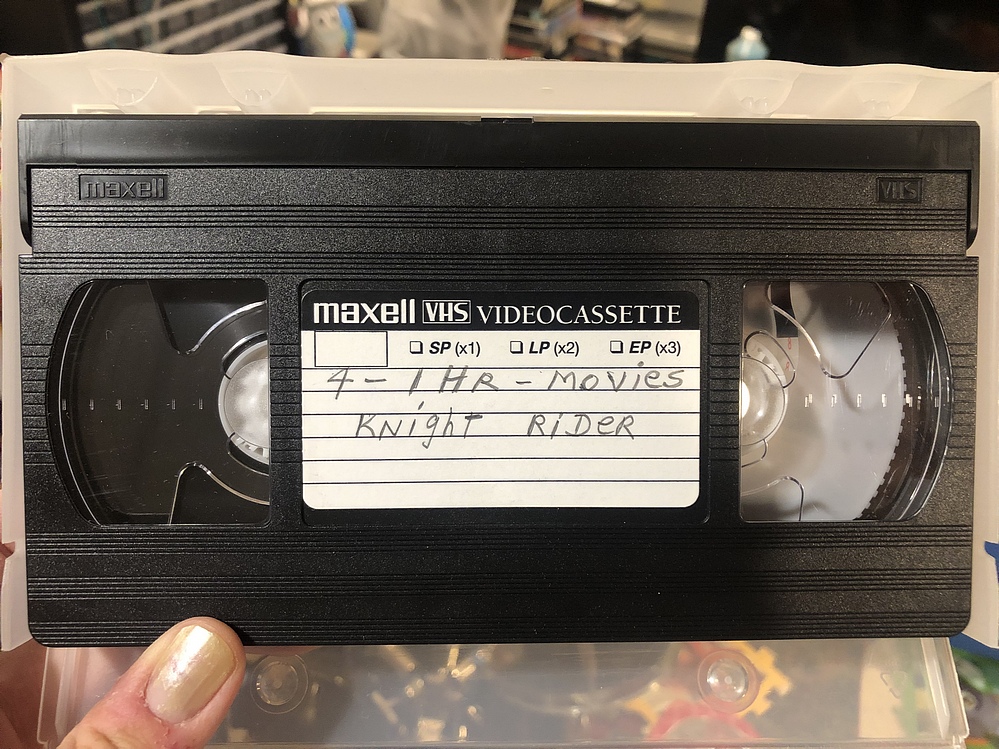 maxell VHS
maxell VHS VIDEOCASSETTE
SP (x1) LP (x2) EP (x3)
4 - 1 HR - MOVIES
KNIGHT RIDER